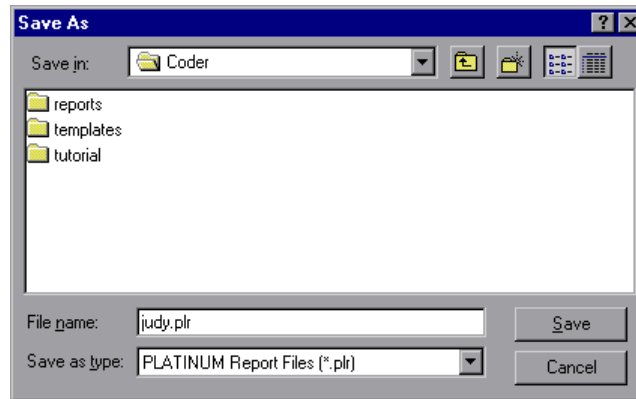 Save As
Save in: Coder
reports
templates
tutorial
File name: judy.plr Save
Save as type: PLATINUM Report Files (*.plr) Cancel